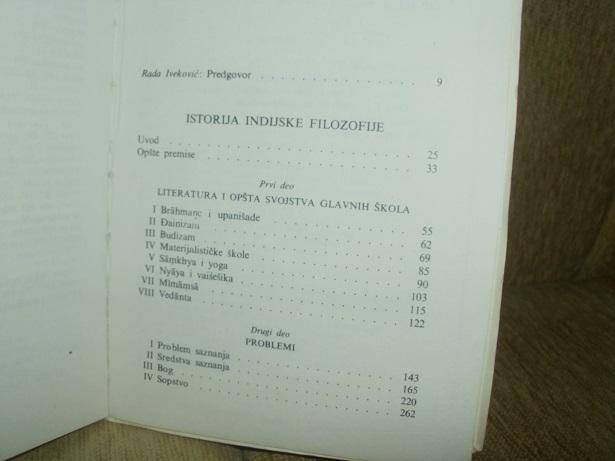 Rada Iveković: Predgovor . . . . . . . . . . . . . . 9
ISTORIJA INDIJSKE FILOZOFIJE
Uvod . . . . . . . . . . . . . . . . . . . . 25
Opšte premise . . . . . . . . . . . . . . . . 33
Prvi deo
LITERATURA I OPŠTA SVOJSTVA GLAVNIH ŠKOLA
I Brāhmaṇe i upanišade . . . . . . . . . . . . 55
II Đainizam . . . . . . . . . . . . . . . . . 62
III Budizam . . . . . . . . . . . . . . . . . 69
IV Materijalističke škole . . . . . . . . . . . . 85
V Sāṃkhya i yoga . . . . . . . . . . . . . . 90
VI Nyāya i vaišešika . . . . . . . . . . . . . 103
VII Mīmāṃsā . . . . . . . . . . . . . . . . 115
VIII Vedānta . . . . . . . . . . . . . . . . . 122
Drugi deo
PROBLEMI
I Problem saznanja . . . . . . . . . . . . . . 143
II Sredstva saznanja . . . . . . . . . . . . . . 165
III Bog . . . . . . . . . . . . . . . . . . . 220
IV Sopstvo . . . . . . . . . . . . . . . . . . 262